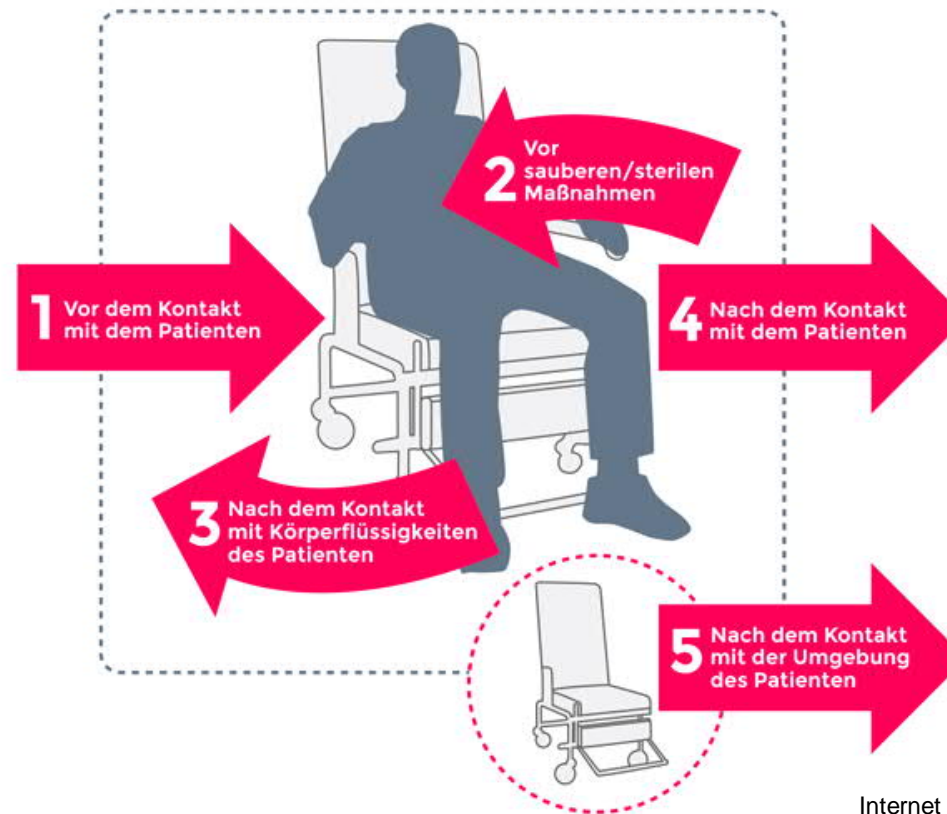 1 Vor dem Kontakt
mit dem Patienten
2 Vor
sauberen/sterilen
Maßnahmen
3 Nach dem Kontakt
mit Körperflüssigkeiten
des Patienten
4 Nach dem Kontakt
mit dem Patienten
5 Nach dem Kontakt
mit der Umgebung
des Patienten
Internet